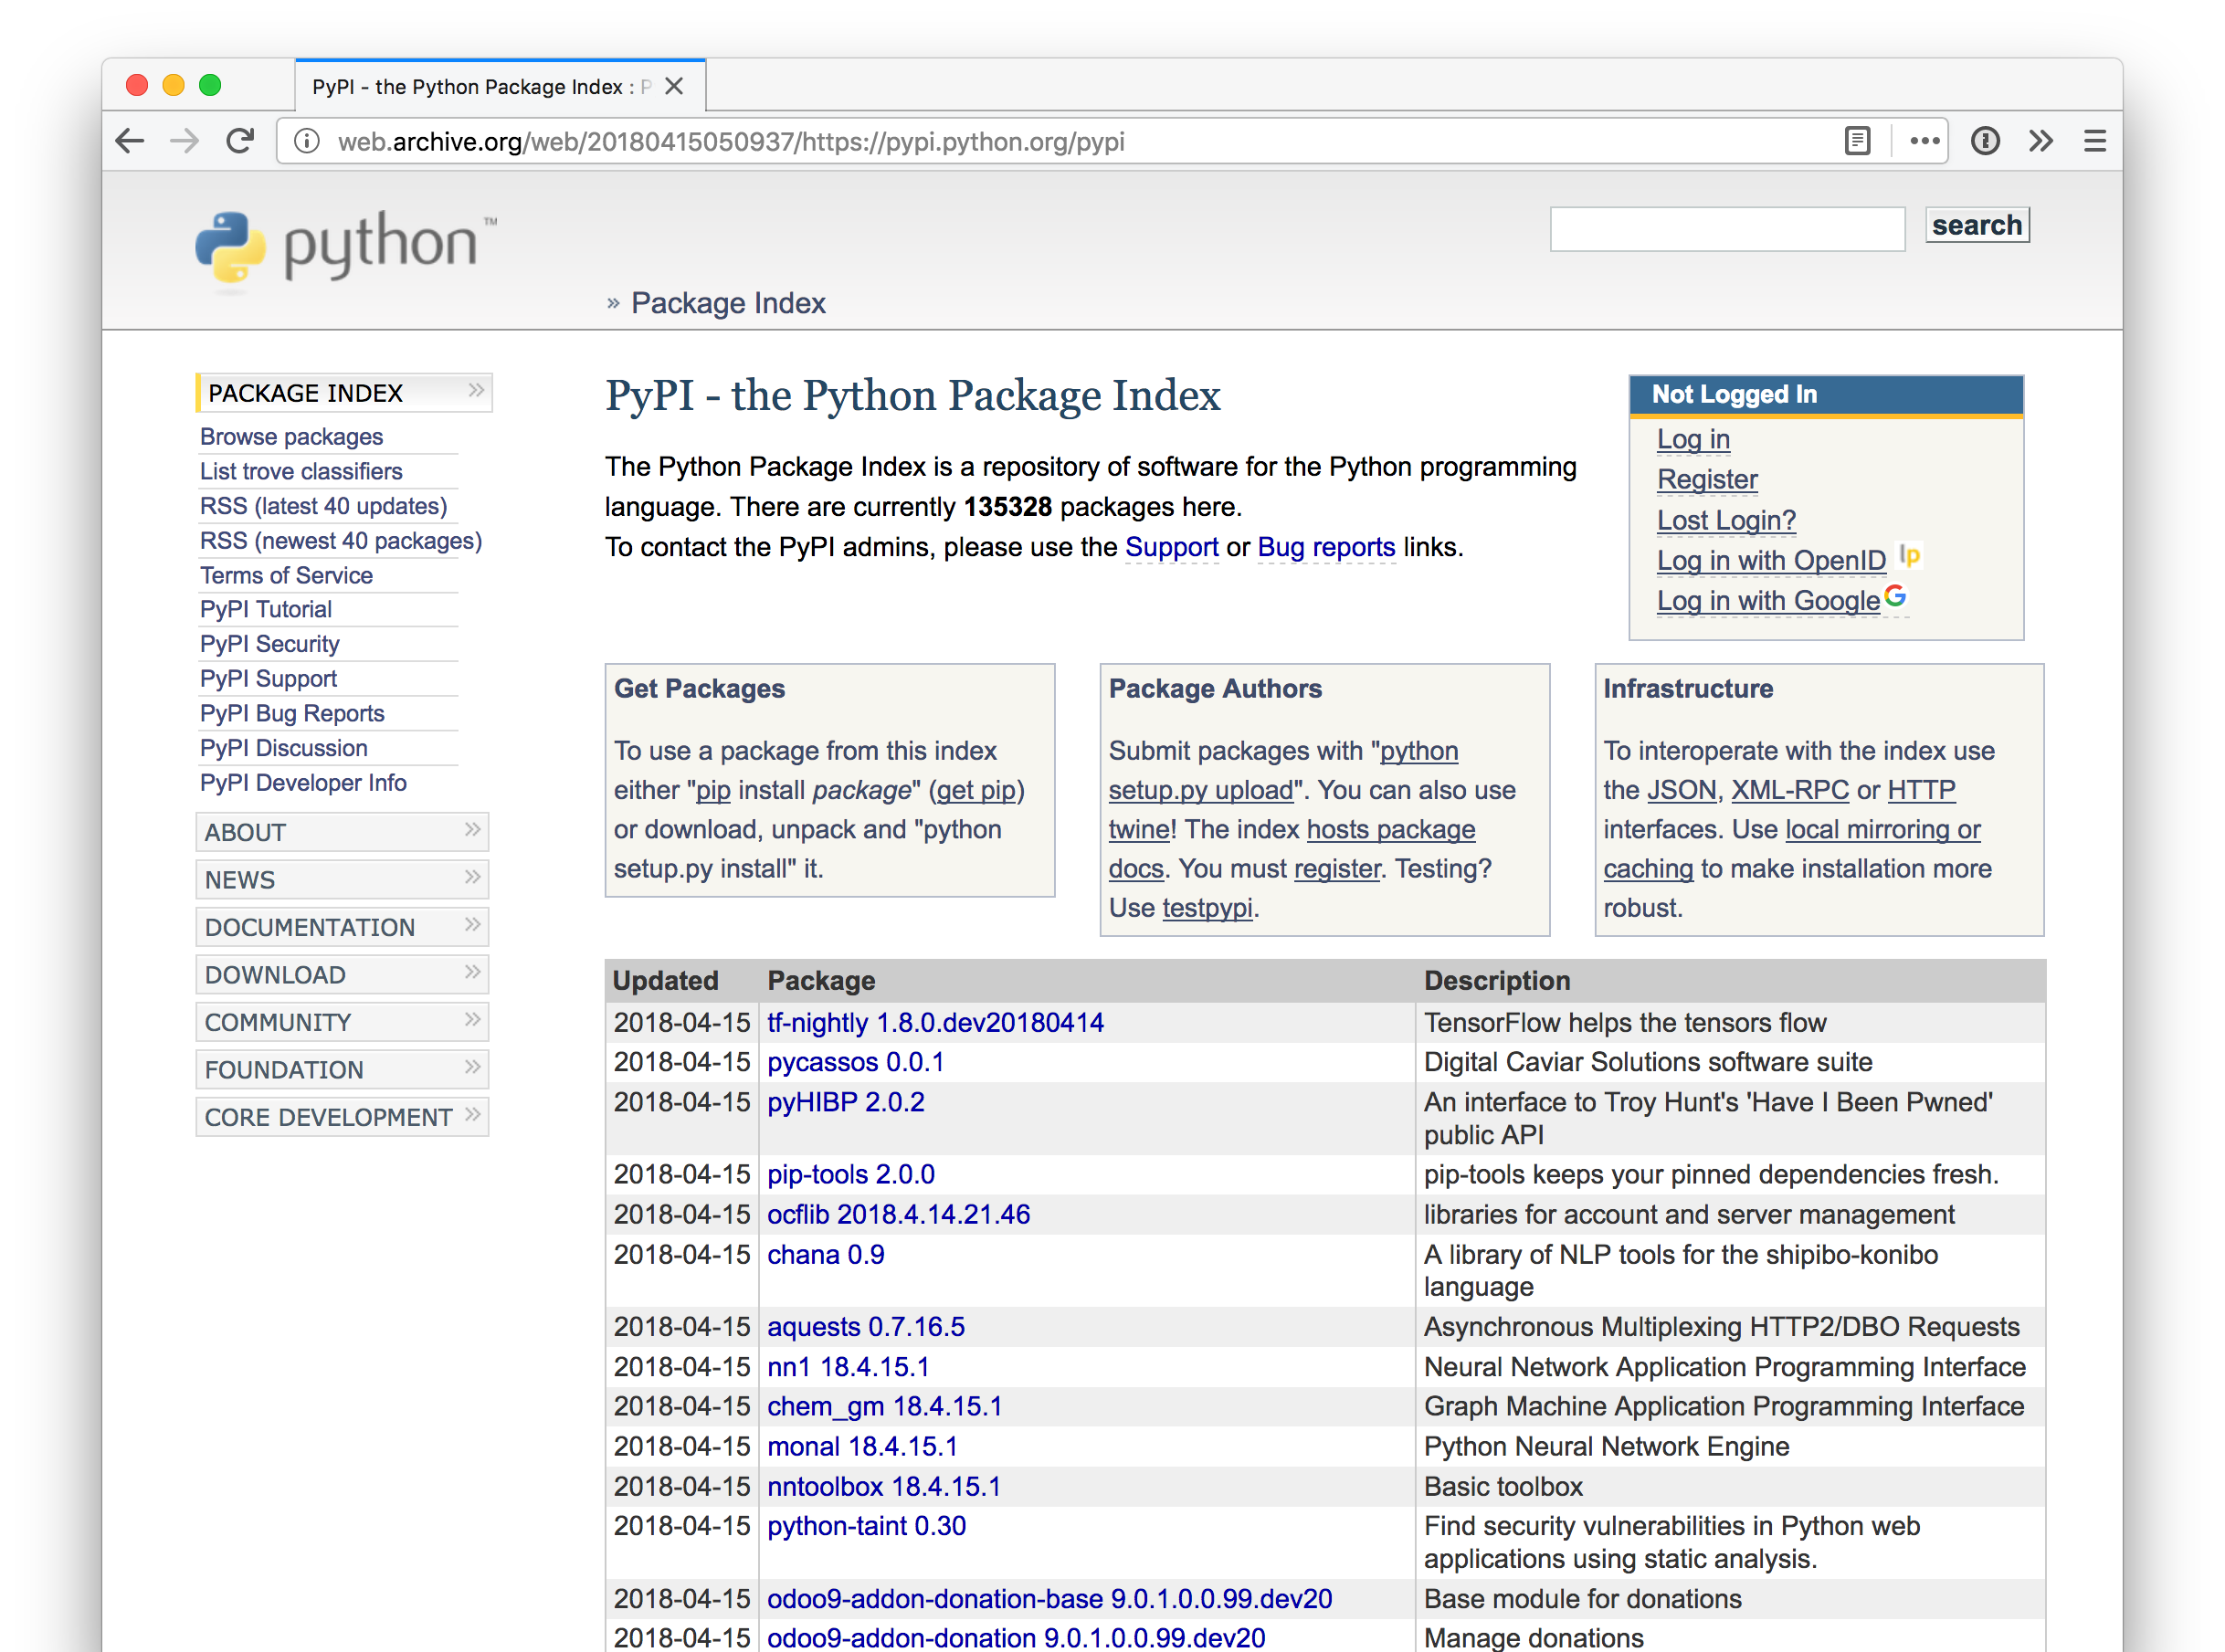 PyPI - the Python Package Index : P
web.archive.org/web/20180415050937/https://pypi.python.org/pypi
python™
search
» Package Index
PACKAGE INDEX »
Browse packages
List trove classifiers
RSS (latest 40 updates)
RSS (newest 40 packages)
Terms of Service
PyPI Tutorial
PyPI Security
PyPI Support
PyPI Bug Reports
PyPI Discussion
PyPI Developer Info
ABOUT »
NEWS »
DOCUMENTATION »
DOWNLOAD »
COMMUNITY »
FOUNDATION »
CORE DEVELOPMENT »
PyPI - the Python Package Index
The Python Package Index is a repository of software for the Python programming
language. There are currently 135328 packages here.
To contact the PyPI admins, please use the Support or Bug reports links.
Not Logged In
Log in
Register
Lost Login?
Log in with OpenID lp
Log in with Google G
Get Packages
To use a package from this index
either "pip install package" (get pip)
or download, unpack and "python
setup.py install" it.
Package Authors
Submit packages with "python
setup.py upload". You can also use
twine! The index hosts package
docs. You must register. Testing?
Use testpypi.
Infrastructure
To interoperate with the index use
the JSON, XML-RPC or HTTP
interfaces. Use local mirroring or
caching to make installation more
robust.
Updated Package Description
2018-04-15 tf-nightly 1.8.0.dev20180414 TensorFlow helps the tensors flow
2018-04-15 pycassos 0.0.1 Digital Caviar Solutions software suite
2018-04-15 pyHIBP 2.0.2 An interface to Troy Hunt's 'Have I Been Pwned'
public API
2018-04-15 pip-tools 2.0.0 pip-tools keeps your pinned dependencies fresh.
2018-04-15 ocflib 2018.4.14.21.46 libraries for account and server management
2018-04-15 chana 0.9 A library of NLP tools for the shipibo-konibo
language
2018-04-15 aquests 0.7.16.5 Asynchronous Multiplexing HTTP2/DBO Requests
2018-04-15 nn1 18.4.15.1 Neural Network Application Programming Interface
2018-04-15 chem_gm 18.4.15.1 Graph Machine Application Programming Interface
2018-04-15 monal 18.4.15.1 Python Neural Network Engine
2018-04-15 nntoolbox 18.4.15.1 Basic toolbox
2018-04-15 python-taint 0.30 Find security vulnerabilities in Python web
applications using static analysis.
2018-04-15 odoo9-addon-donation-base 9.0.1.0.0.99.dev20 Base module for donations
2018-04-15 odoo9-addon-donation 9.0.1.0.0.99.dev20 Manage donations